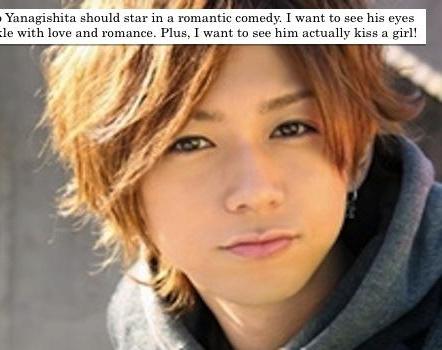 Yanagishita should star in a romantic comedy. I want to see his eyes
with love and romance. Plus, I want to see him actually kiss a girl!